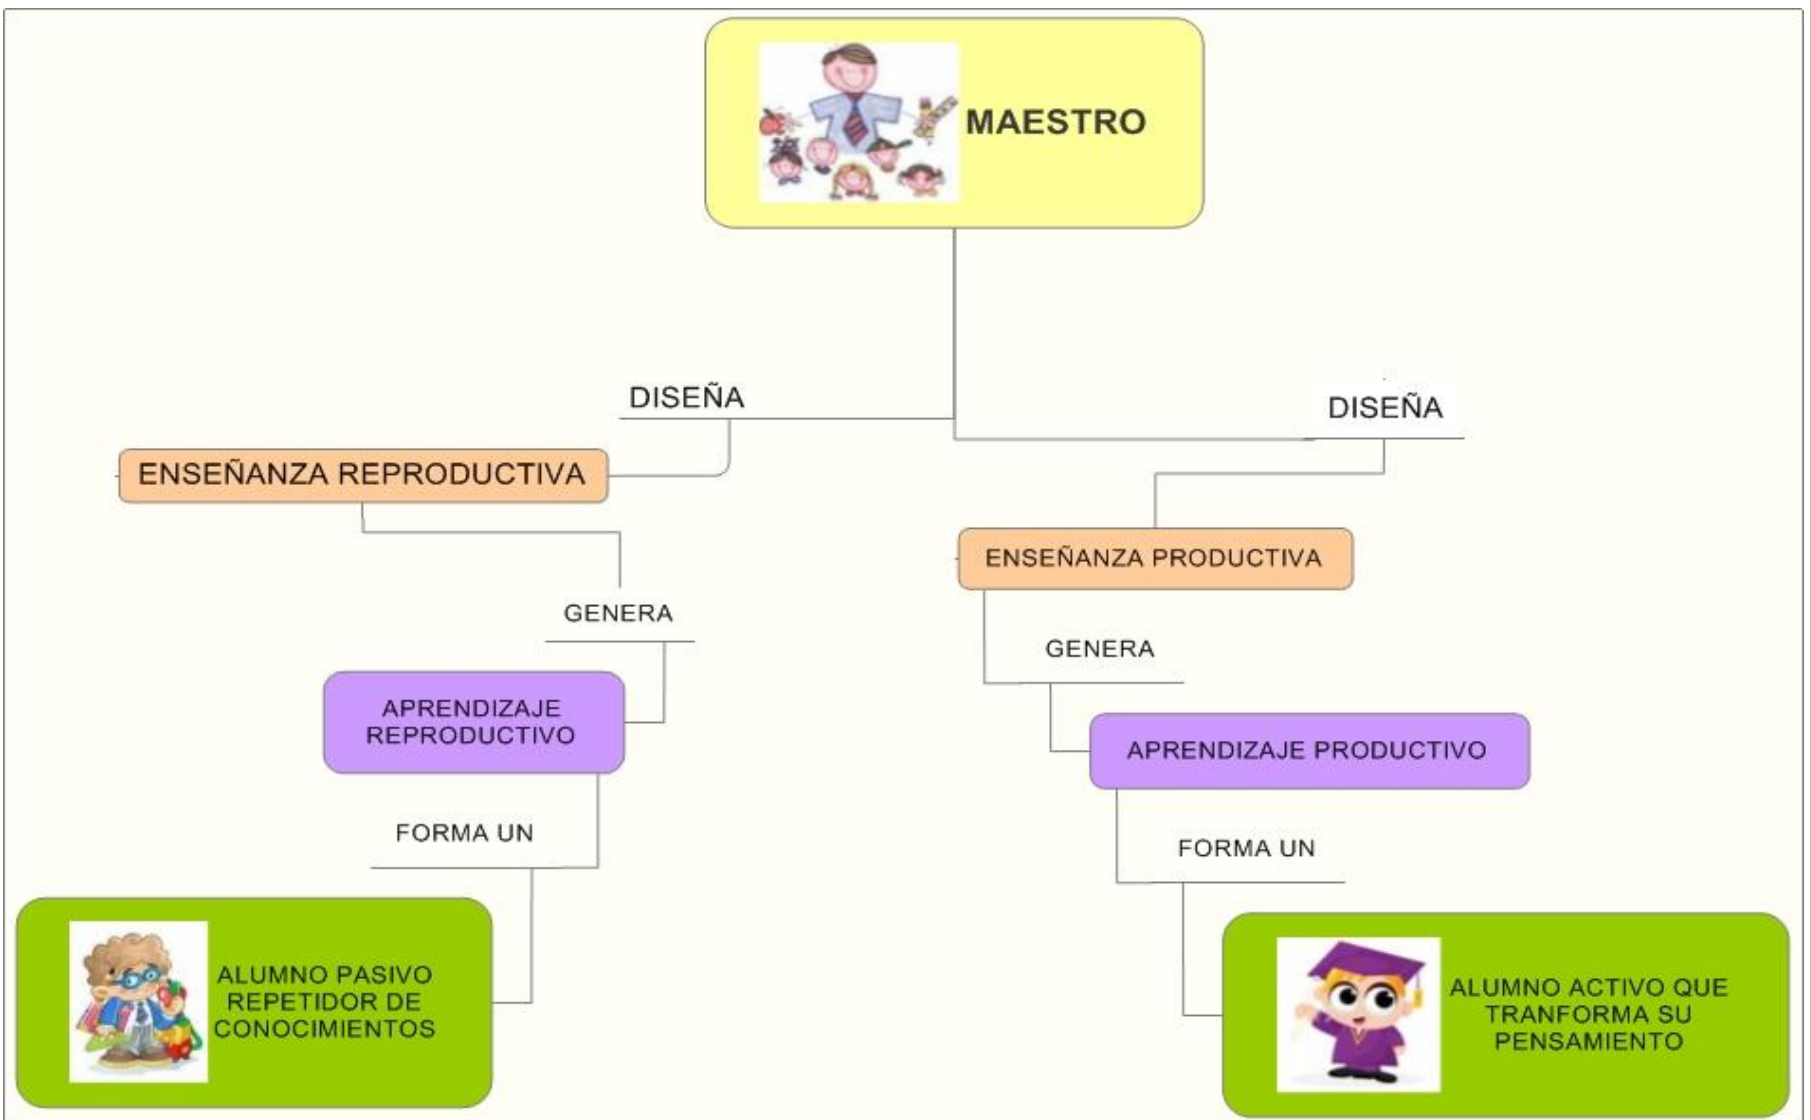 MAESTRO
DISEÑA
ENSEÑANZA REPRODUCTIVA
GENERA
APRENDIZAJE
REPRODUCTIVO
FORMA UN
ALUMNO PASIVO
REPETIDOR DE
CONOCIMIENTOS
DISEÑA
ENSEÑANZA PRODUCTIVA
GENERA
APRENDIZAJE PRODUCTIVO
FORMA UN
ALUMNO ACTIVO QUE
TRANFORMA SU
PENSAMIENTO